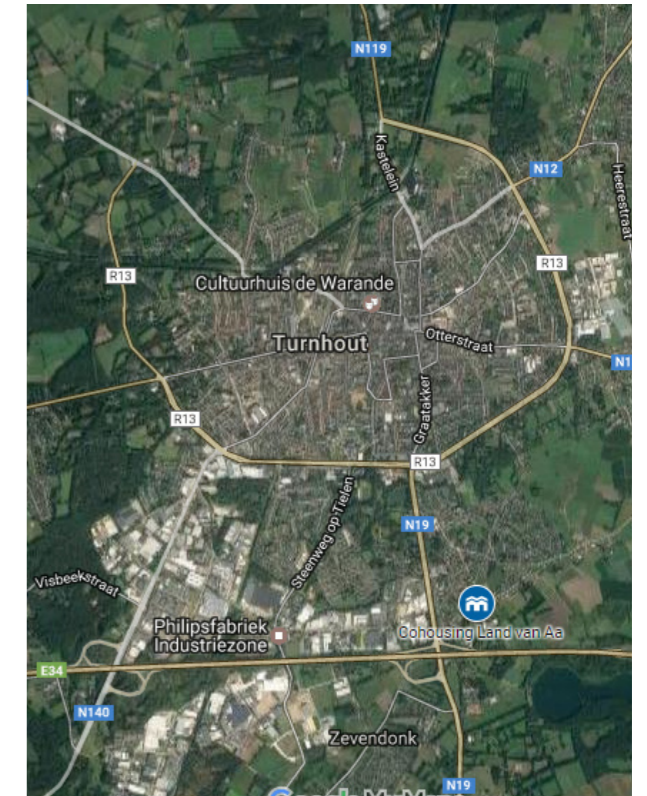 N119
Kastelein
N12
Heerestraat
R13
R13
Cultuurhuis de Warande
Turnhout
Otterstraat
N1
Graatakker
R13
R13
Steenweg op Tielen
N19
Visbeekstraat
Philipsfabriek
Industriezone
Cohousing Land van Aa
E34
N140
Zevendonk
N19